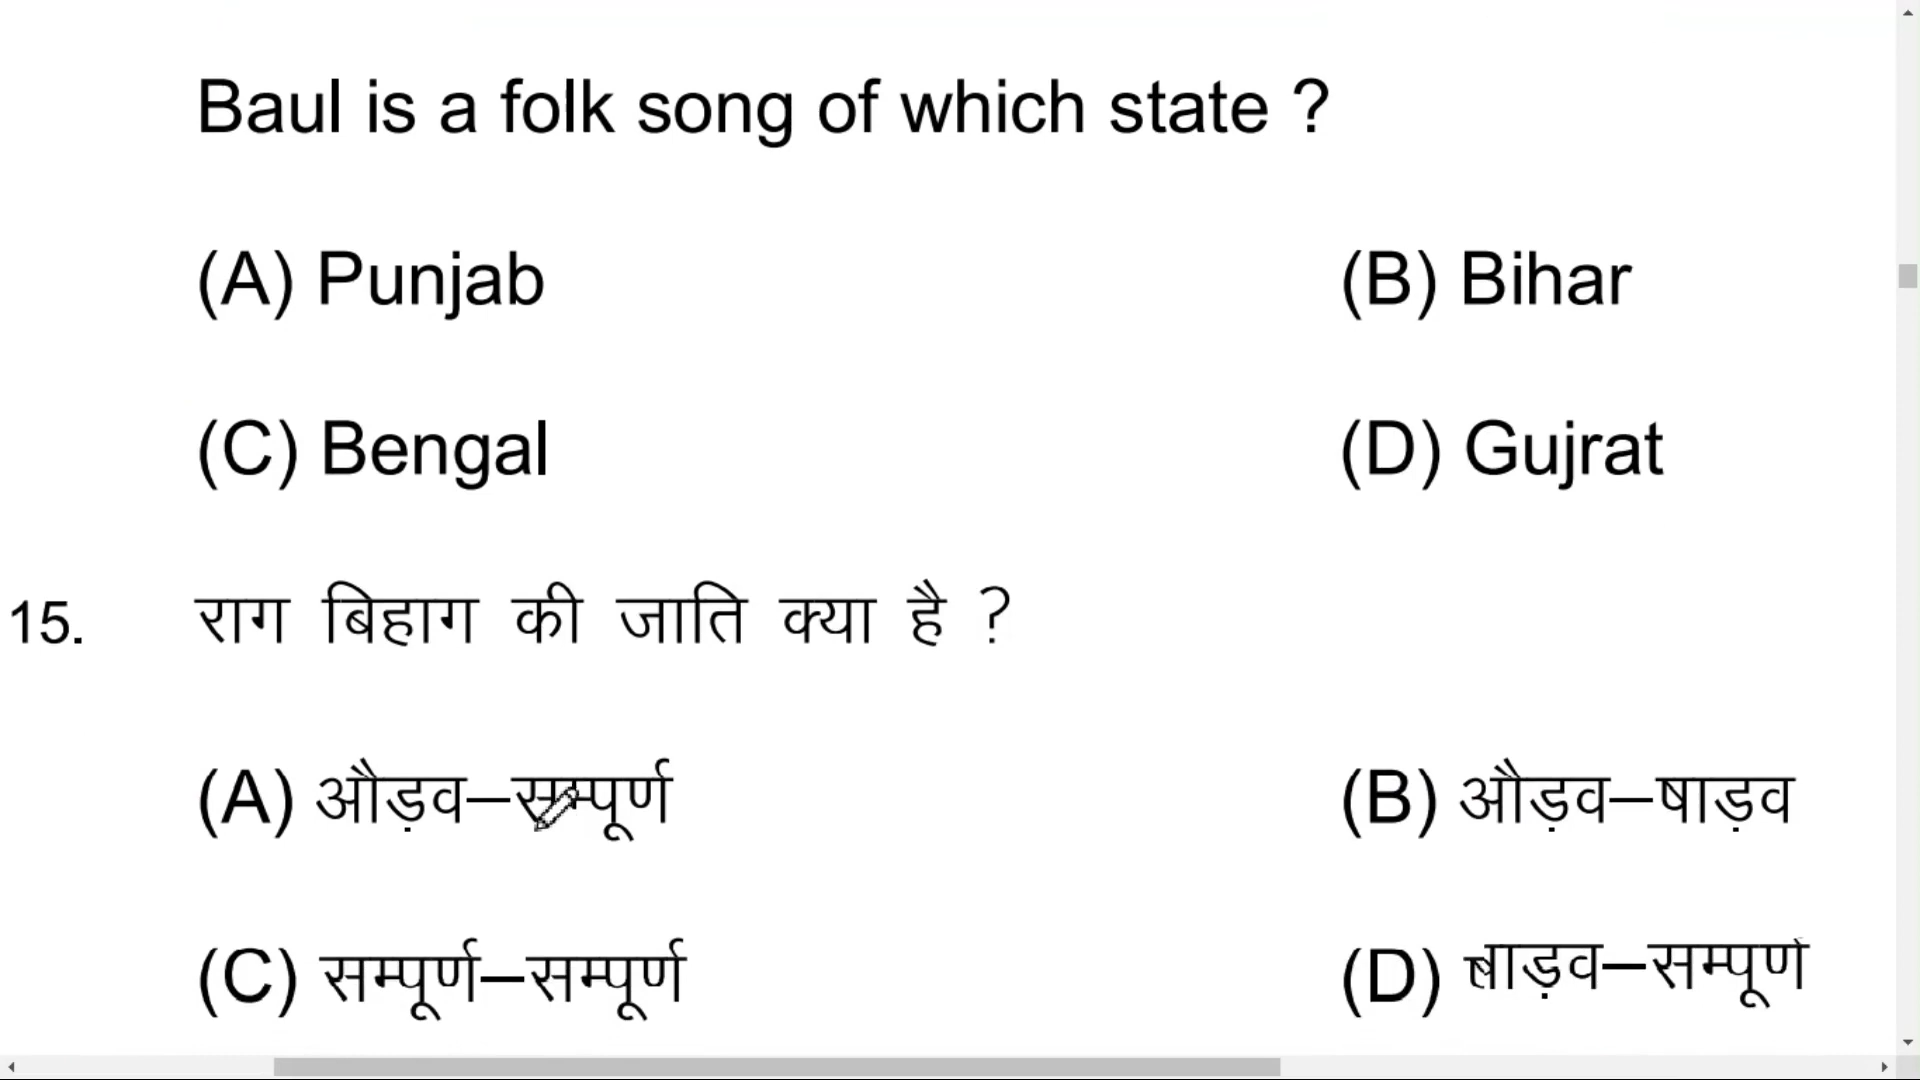 Baul is a folk song of which state ?
(A) Punjab (B) Bihar
(C) Bengal (D) Gujrat
15. राग बिहाग की जाति क्या है ?
(A) औड़व–सम्पूर्ण (B) औड़व–षाड़व
(C) सम्पूर्ण–सम्पूर्ण (D) षाड़व–सम्पूर्ण